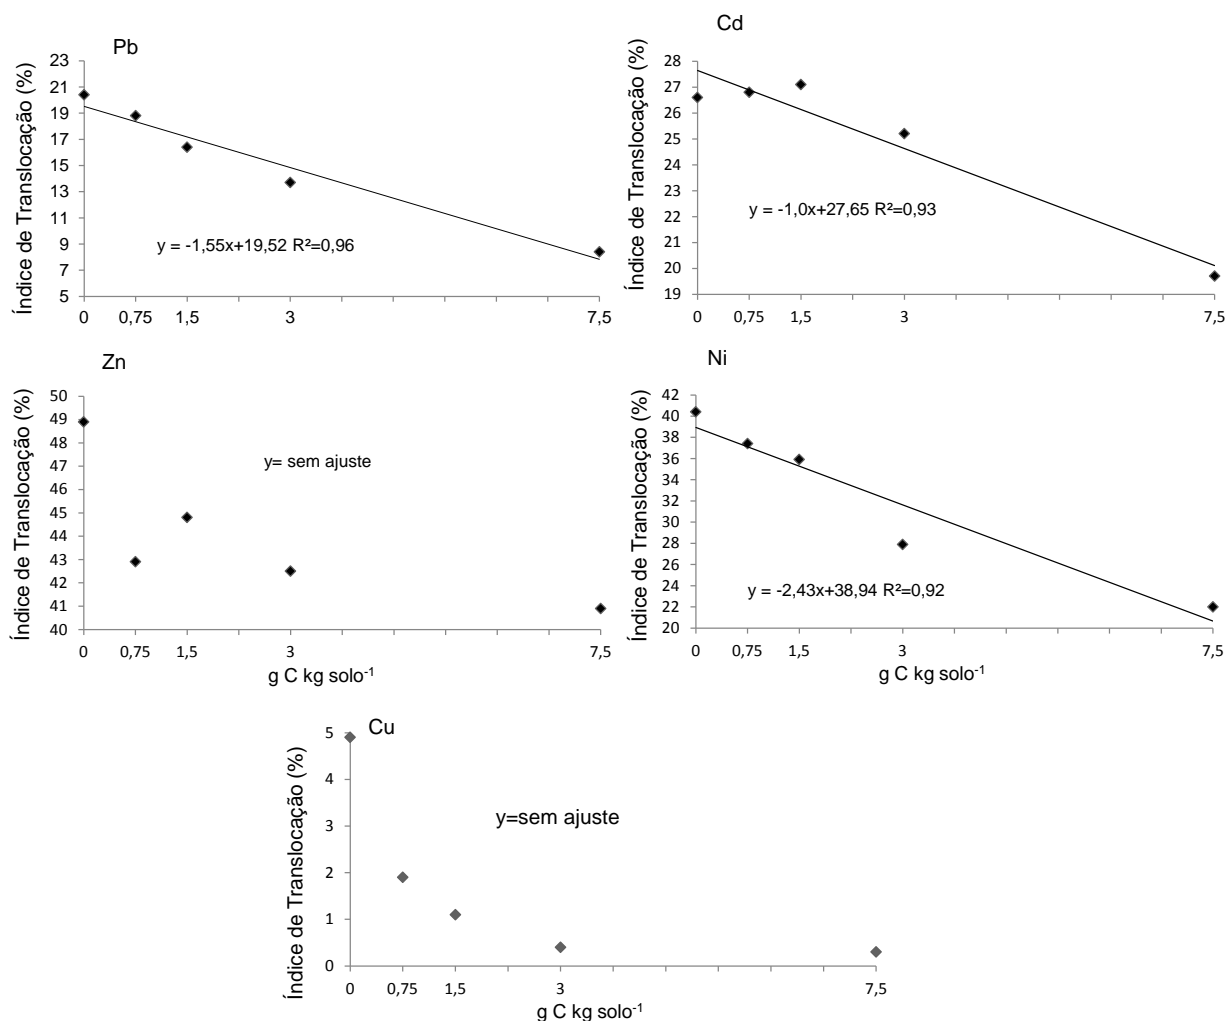 Pb
Índice de Translocação (%)
23
21
19
17
15
13
11
9
7
5
y = -1,55x+19,52 R²=0,96
0 0,75 1,5 3 7,5
Cd
Índice de Translocação (%)
28
27
26
25
24
23
22
21
20
19
y = -1,0x+27,65 R²=0,93
0 0,75 1,5 3 7,5
Zn
Índice de Translocação (%)
50
49
48
47
46
45
44
43
42
41
40
y= sem ajuste
0 0,75 1,5 3 7,5
g C kg solo⁻¹
Ni
Índice de Translocação (%)
42
40
38
36
34
32
30
28
26
24
22
20
y = -2,43x+38,94 R²=0,92
0 0,75 1,5 3 7,5
g C kg solo⁻¹
Cu
Índice de Translocação (%)
5
4
3
2
1
0
y=sem ajuste
0 0,75 1,5 3 7,5
g C kg solo⁻¹